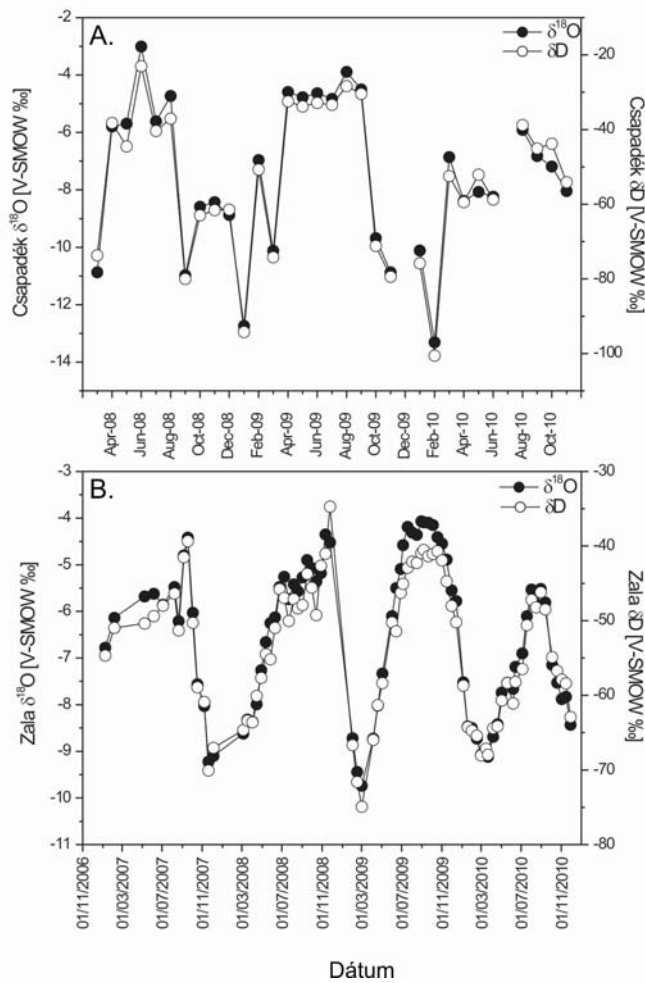 A.
δ18O
δD
Csapadék δ18O [V-SMOW ‰]
-2
-4
-6
-8
-10
-12
-14
Csapadék δD [V-SMOW ‰]
-20
-40
-60
-80
-100
Apr-08
Jun-08
Aug-08
Oct-08
Dec-08
Feb-09
Apr-09
Jun-09
Aug-09
Oct-09
Dec-09
Feb-10
Apr-10
Jun-10
Aug-10
Oct-10
B.
δ18O
δD
Zala δ18O [V-SMOW ‰]
-3
-4
-5
-6
-7
-8
-9
-10
-11
Zala δD [V-SMOW ‰]
-30
-40
-50
-60
-70
-80
01/11/2006
01/03/2007
01/07/2007
01/11/2007
01/03/2008
01/07/2008
01/11/2008
01/03/2009
01/07/2009
01/11/2009
01/03/2010
01/07/2010
01/11/2010
Dátum